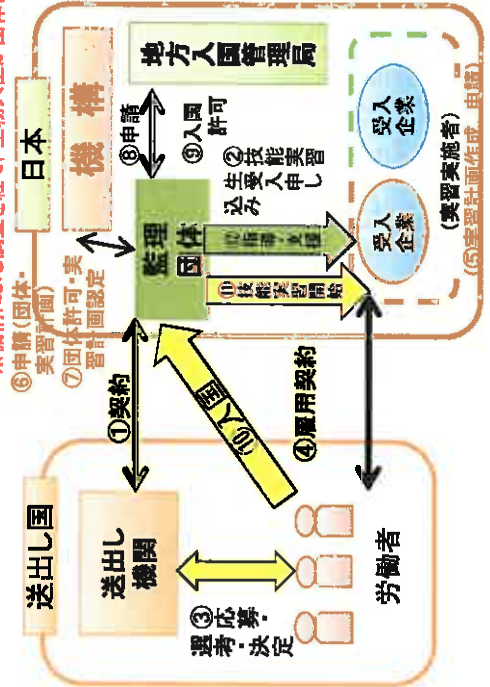 送出し国
送出し
機関
③応募・
選考・決定
労働者
①契約
⑩入国
④雇用契約
⑥申請(団体・
実習計画)
⑦団体許可・実
習計画認定
日本
機 構
監理
団体
⑧申請
⑨入国
許可
地方入国管理局
②技能実習
生受入申し
込み
⑪技能実習開始
⑫指導・支援
受入
企業
受入
企業
(実習実施者)
(⑤実習計画作成、申請)